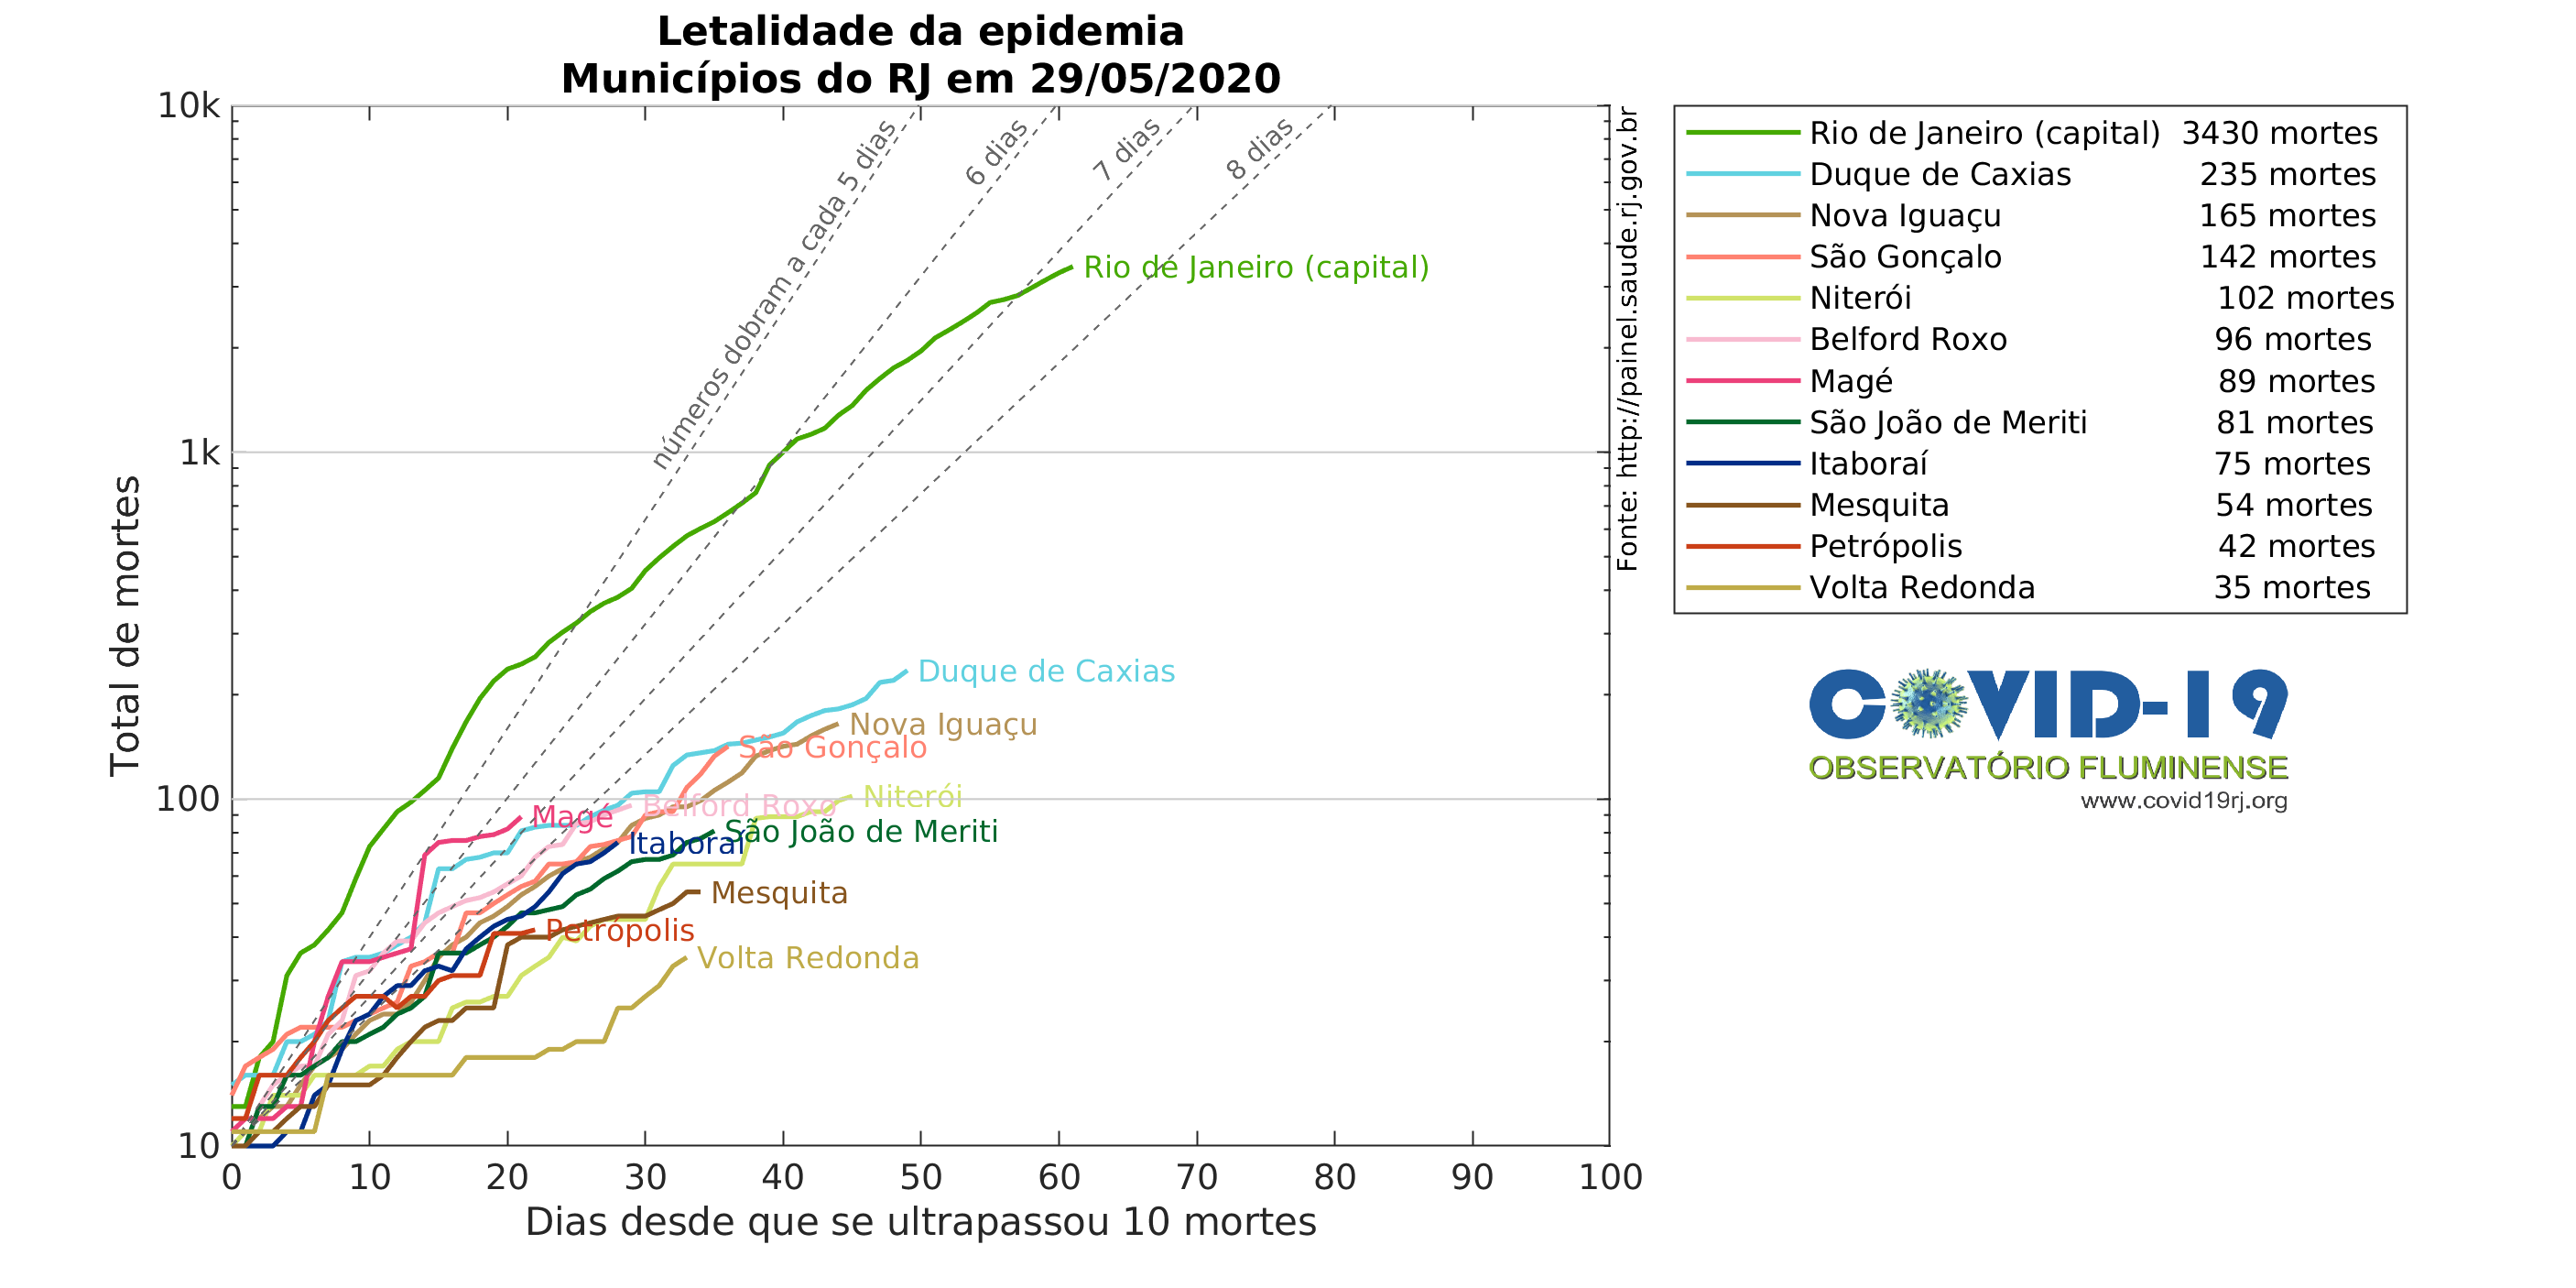 Letalidade da epidemia
Municípios do RJ em 29/05/2020
10k
1k
100
10
Total de mortes
0 10 20 30 40 50 60 70 80 90 100
Dias desde que se ultrapassou 10 mortes
números dobram a cada 5 dias
6 dias
7 dias
8 dias
Rio de Janeiro (capital)
Duque de Caxias
Nova Iguaçu
São Gonçalo
Niterói
Belford Roxo
Magé
São João de Meriti
Itaboraí
Mesquita
Petrópolis
Volta Redonda
Fonte: http://painel.saude.rj.gov.br
Rio de Janeiro (capital) 3430 mortes
Duque de Caxias 235 mortes
Nova Iguaçu 165 mortes
São Gonçalo 142 mortes
Niterói 102 mortes
Belford Roxo 96 mortes
Magé 89 mortes
São João de Meriti 81 mortes
Itaboraí 75 mortes
Mesquita 54 mortes
Petrópolis 42 mortes
Volta Redonda 35 mortes
COVID-19
OBSERVATÓRIO FLUMINENSE
www.covid19rj.org